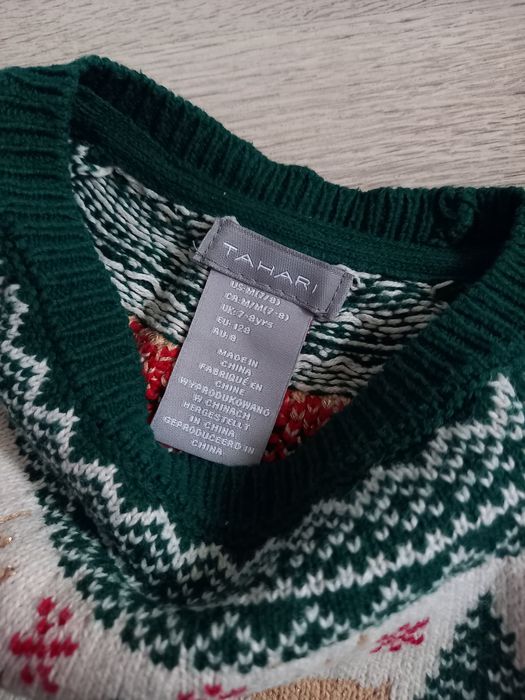 TAHARI
US:M(7/8)
CA:M/M(7-8)
UK:7-8yrs
EU:128
AU:8
MADE IN
CHINA
FABRIQUÉ EN
CHINE
WYPRODUKOWANO
W CHINACH
HERGESTELLT
IN CHINA
GEPRODUCEERD IN
CHINA